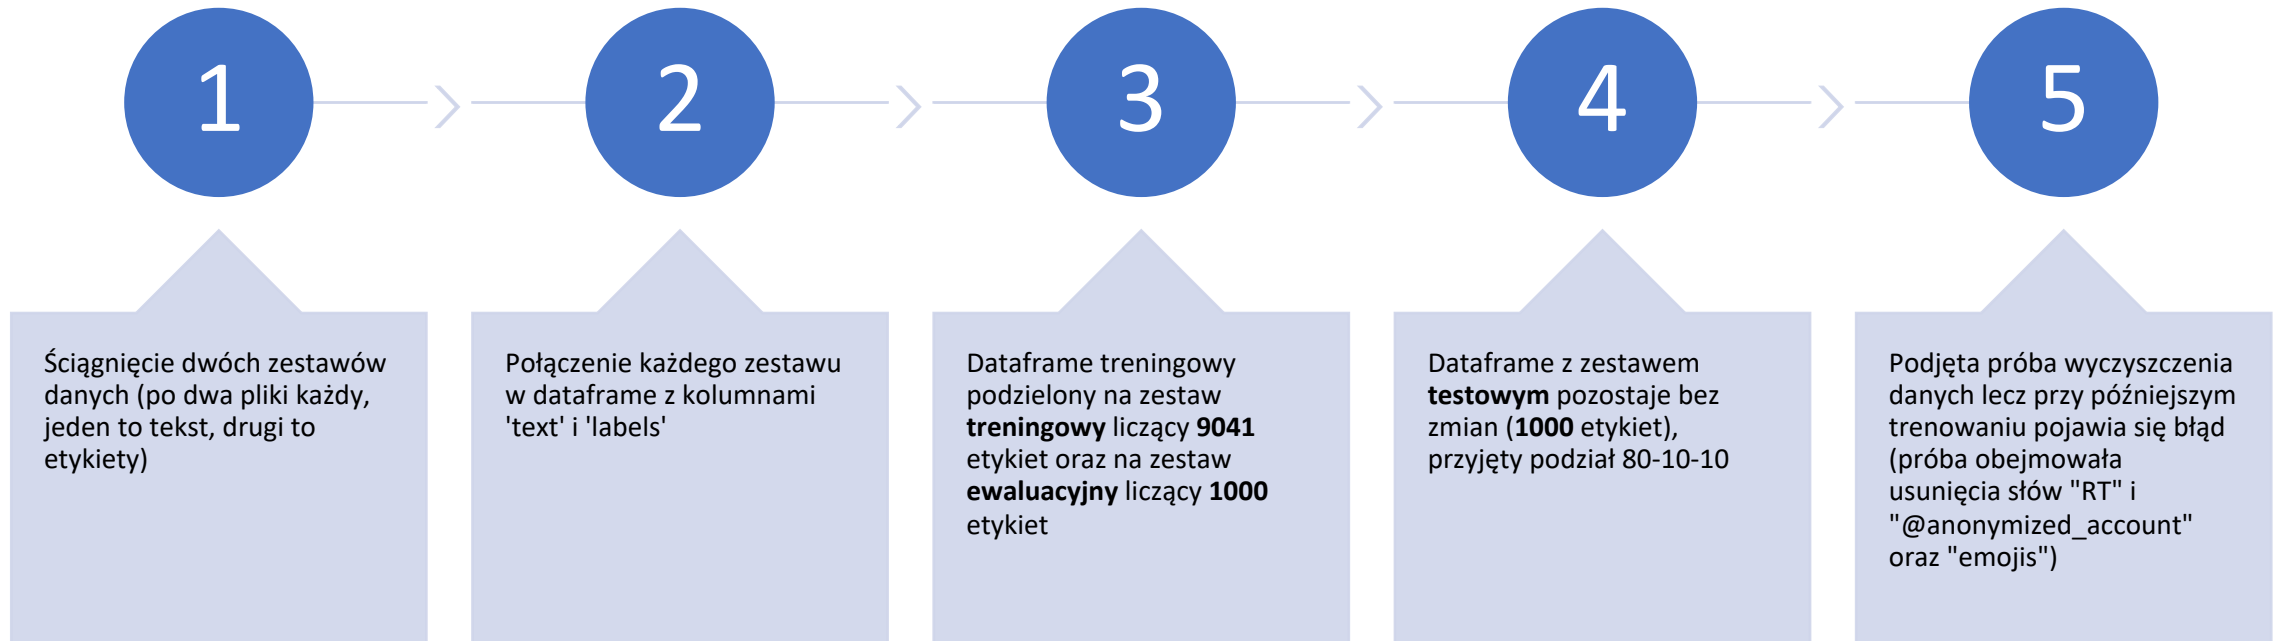 1
2
3
4
5
Ściągnięcie dwóch zestawów
danych (po dwa pliki każdy,
jeden to tekst, drugi to
etykiety)
Połączenie każdego zestawu
w dataframe z kolumnami
'text' i 'labels'
Dataframe treningowy
podzielony na zestaw
treningowy liczący 9041
etykiet oraz na zestaw
ewaluacyjny liczący 1000
etykiet
Dataframe z zestawem
testowym pozostaje bez
zmian (1000 etykiet),
przyjęty podział 80-10-10
Podjęta próba wyczyszczenia
danych lecz przy późniejszym
trenowaniu pojawia się błąd
(próba obejmowała
usunięcia słów "RT" i
"@anonymized_account"
oraz "emojis")